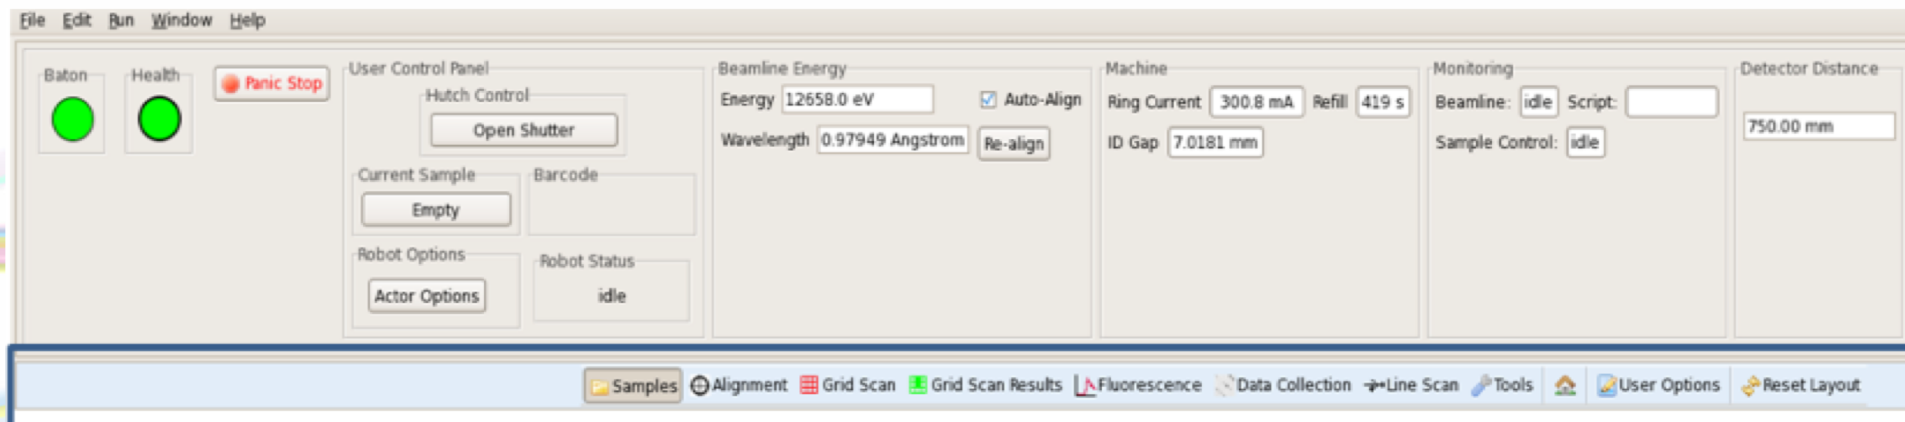 File Edit Run Window Help
Baton Health Panic Stop User Control Panel Beamline Energy Machine Monitoring Detector Distance
Hutch Control Energy 12658.0 eV Auto-Align Ring Current 300.8 mA Refill 419 s Beamline: idle Script:
Open Shutter Wavelength 0.97949 Angstrom Re-align ID Gap 7.0181 mm Sample Control: idle 750.00 mm
Current Sample Barcode
Empty
Robot Options Robot Status
Actor Options idle
Samples Alignment Grid Scan Grid Scan Results Fluorescence Data Collection Line Scan Tools User Options Reset Layout